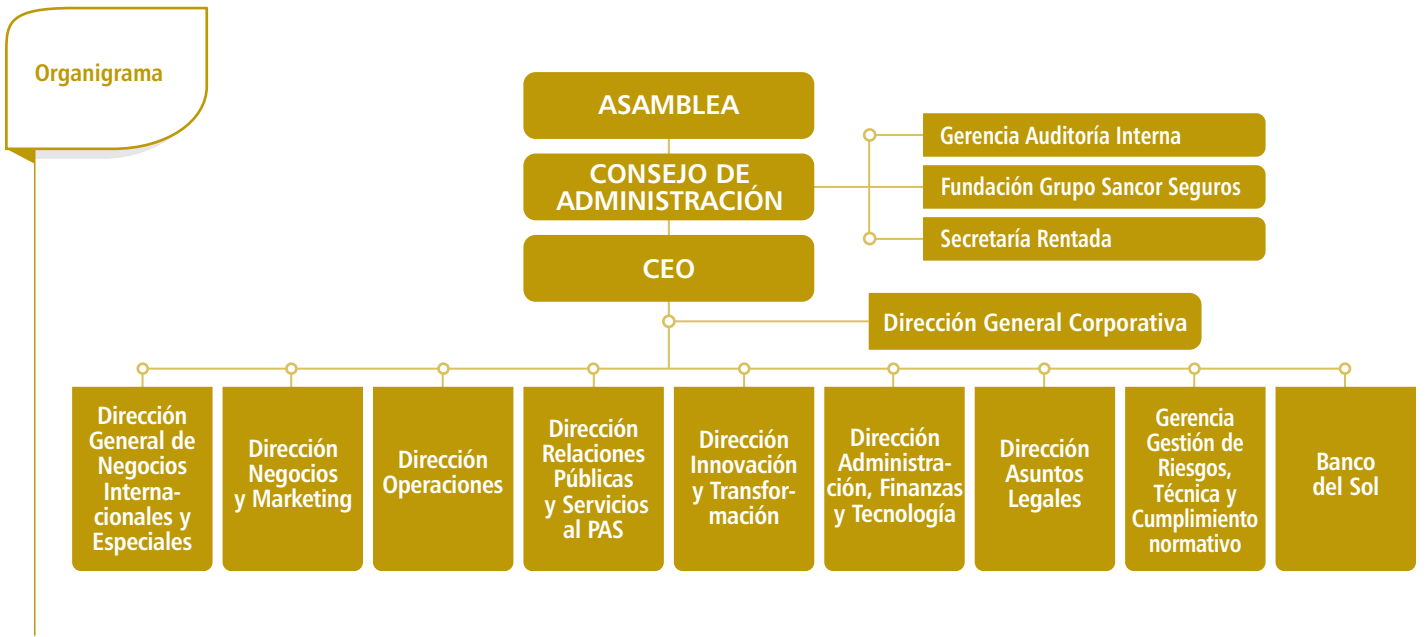 Organigrama
ASAMBLEA
CONSEJO DE
ADMINISTRACIÓN
CEO
Gerencia Auditoría Interna
Fundación Grupo Sancor Seguros
Secretaría Rentada
Dirección General Corporativa
Dirección
General de
Negocios
Interna-
cionales y
Especiales
Dirección
Negocios
y Marketing
Dirección
Operaciones
Dirección
Relaciones
Públicas
y Servicios
al PAS
Dirección
Innovación
y Transfor-
mación
Dirección
Administra-
ción, Finanzas
y Tecnología
Dirección
Asuntos
Legales
Gerencia
Gestión de
Riesgos,
Técnica y
Cumplimiento
normativo
Banco
del Sol